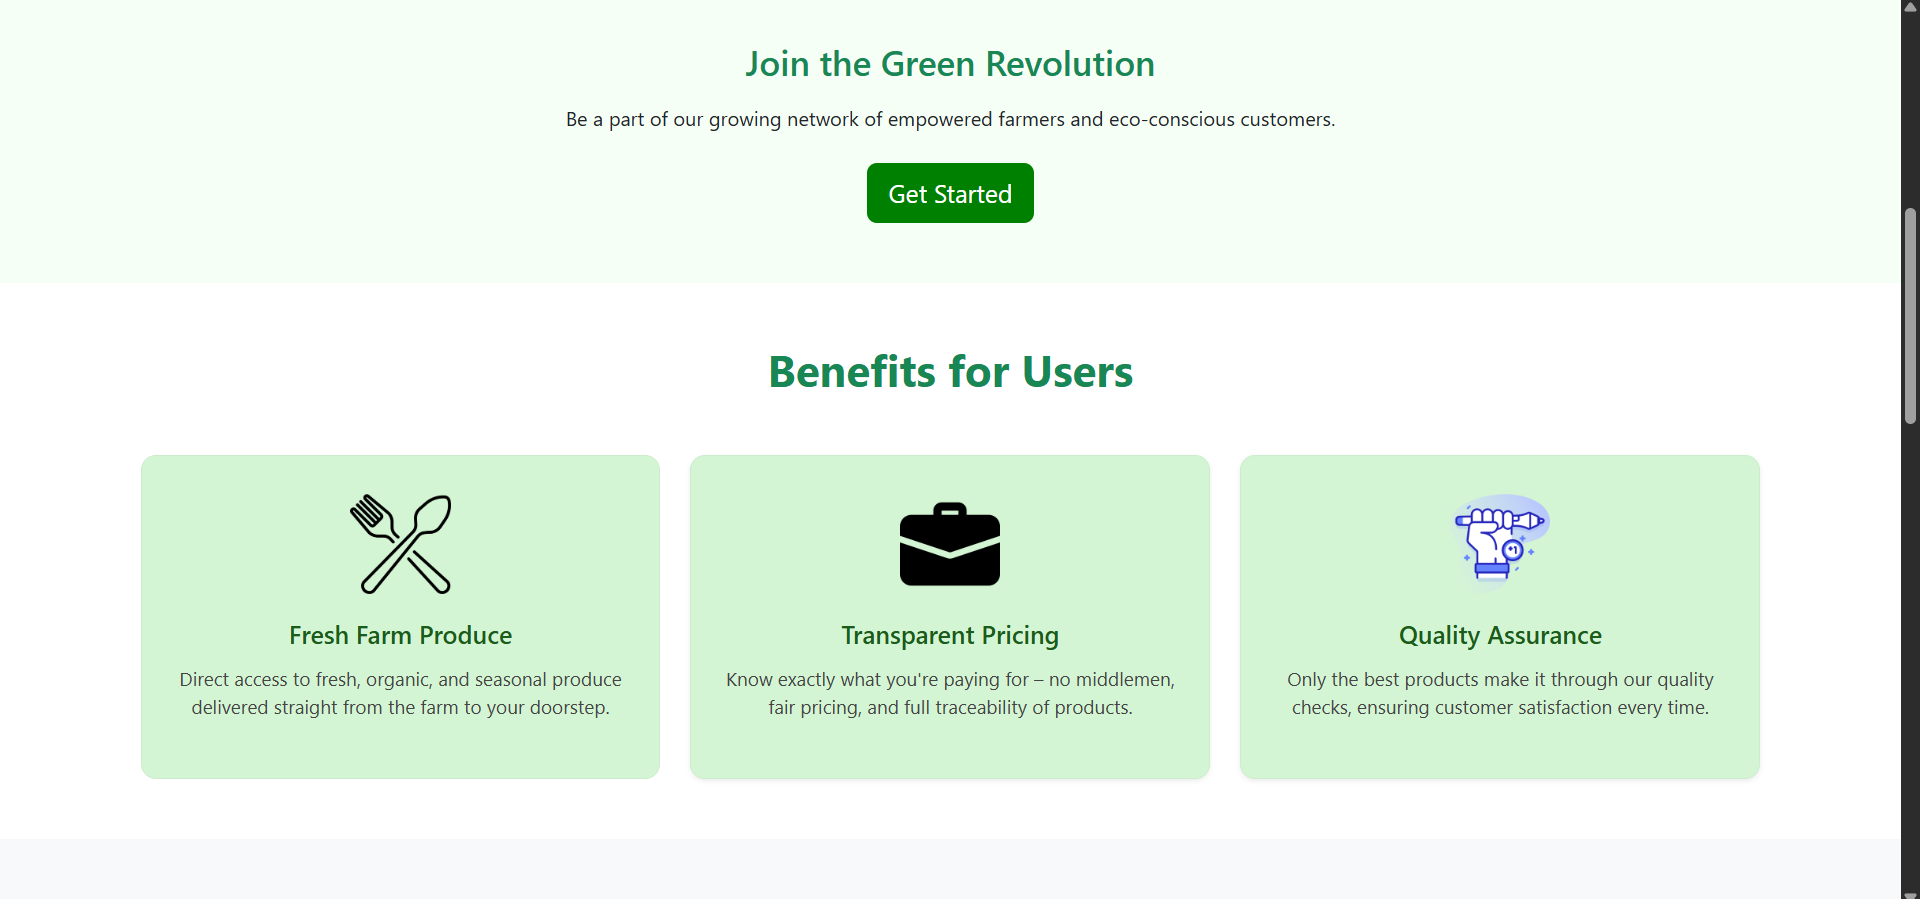 Join the Green Revolution
Be a part of our growing network of empowered farmers and eco-conscious customers.
Get Started
Benefits for Users
Fresh Farm Produce
Direct access to fresh, organic, and seasonal produce
delivered straight from the farm to your doorstep.
Transparent Pricing
Know exactly what you're paying for – no middlemen,
fair pricing, and full traceability of products.
Quality Assurance
Only the best products make it through our quality
checks, ensuring customer satisfaction every time.